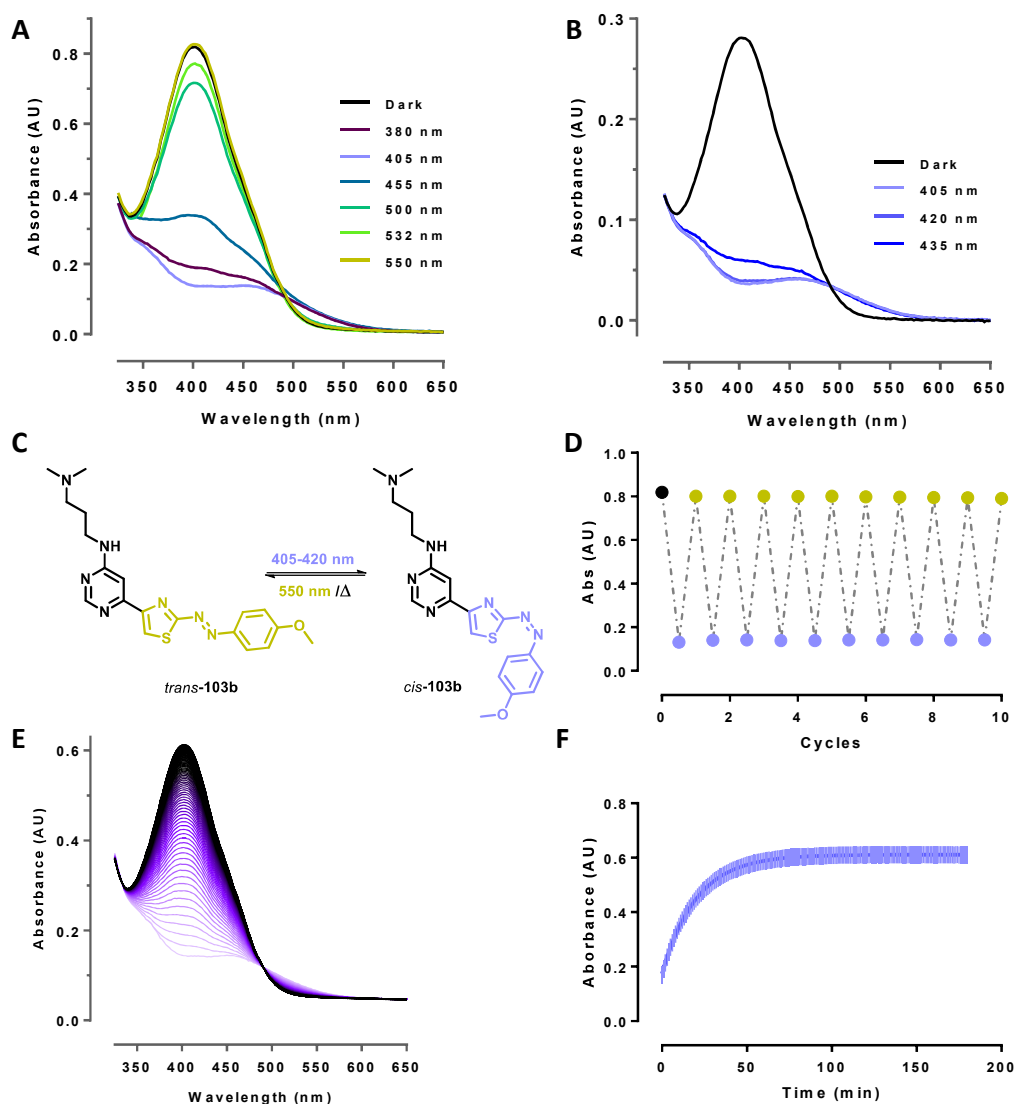 A
Absorbance (AU)
0.8
0.6
0.4
0.2
0.0
350 400 450 500 550 600 650
Wavelength (nm)
Dark
380 nm
405 nm
455 nm
500 nm
532 nm
550 nm
B
Absorbance (AU)
0.3
0.2
0.1
0.0
350 400 450 500 550 600 650
Wavelength (nm)
Dark
405 nm
420 nm
435 nm
C
N
NH
N
N
N
S
N
N
O
trans-103b
405-420 nm
550 nm /Δ
N
NH
N
N
N
S
N
N
O
cis-103b
D
Abs (AU)
1.0
0.8
0.6
0.4
0.2
0.0
0 2 4 6 8 10
Cycles
E
Absorbance (AU)
0.6
0.4
0.2
0.0
350 400 450 500 550 600 650
Wavelength (nm)
F
Aborbance (AU)
0.8
0.6
0.4
0.2
0.0
0 50 100 150 200
Time (min)